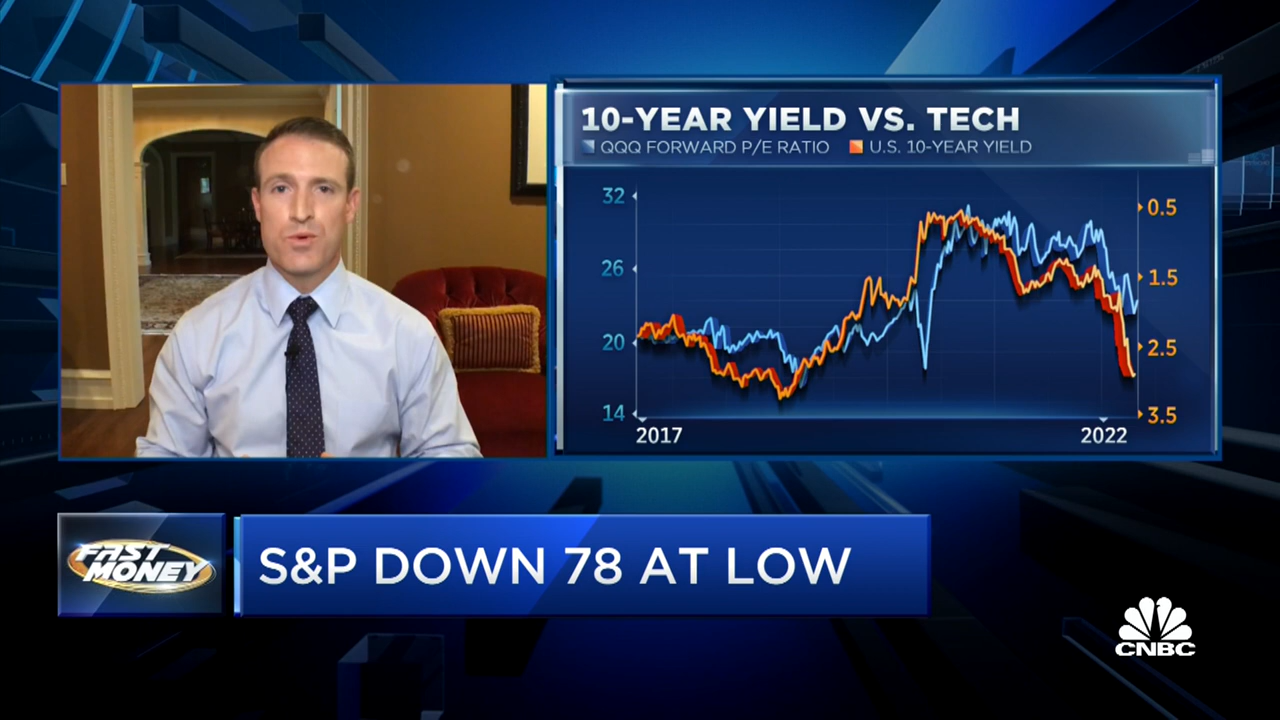 10-YEAR YIELD VS. TECH
QQQ FORWARD P/E RATIO U.S. 10-YEAR YIELD
32
26
20
14
0.5
1.5
2.5
3.5
2017 2022
FAST
MONEY
S&P DOWN 78 AT LOW
CNBC